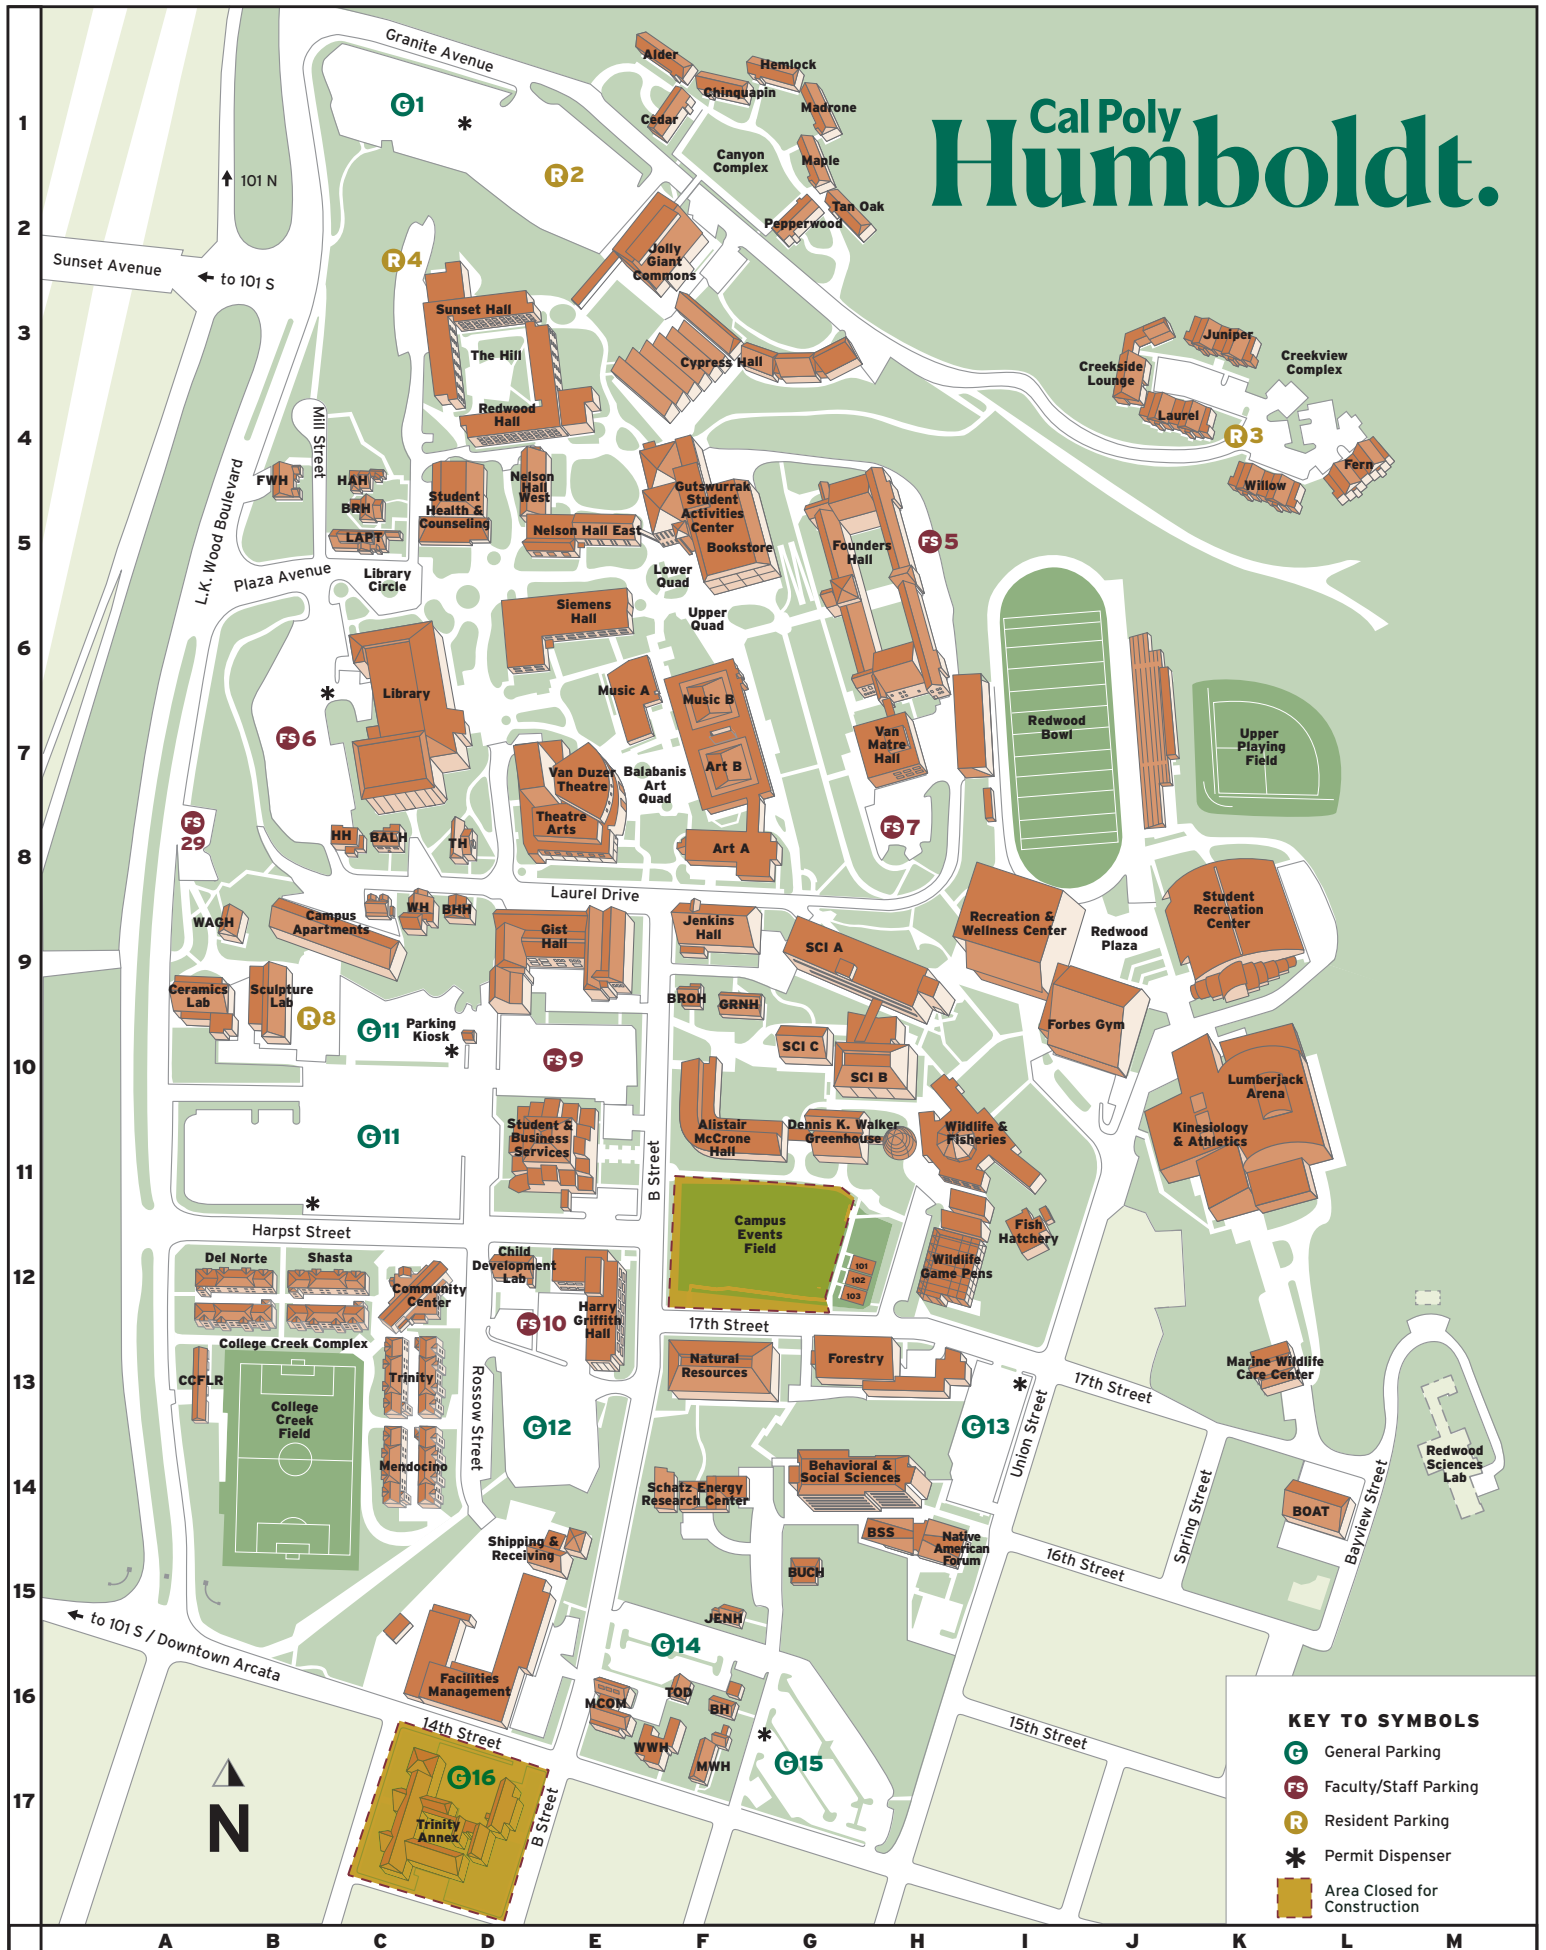 Cal Poly
Humboldt.
Granite Avenue
G1
*
R2
101 N
Sunset Avenue
to 101 S
R4
Alder
Hemlock
Chinquapin
Madrone
Cedar
Canyon
Complex
Maple
Tan Oak
Pepperwood
Jolly
Giant
Commons
Sunset Hall
The Hill
Redwood
Hall
Cypress Hall
Juniper
Creekside
Lounge
Creekview
Complex
Laurel
R3
Fern
Willow
Mill Street
L.K. Wood Boulevard
FWH
HAH
BRH
LAPT
Student
Health &
Counseling
Nelson
Hall
West
Nelson Hall East
Gutswurrak
Student
Activities
Center
Bookstore
Founders
Hall
FS5
Plaza Avenue
Library
Circle
Lower
Quad
Upper
Quad
Siemens
Hall
Library
*
FS6
Music A
Music B
Art B
Van
Matre
Hall
Redwood
Bowl
Upper
Playing
Field
Van Duzer
Theatre
Theatre
Arts
Balabanis
Art
Quad
FS
29
HH
BALH
TH
Art A
FS7
Laurel Drive
WAGH
Campus
Apartments
WH
BHH
Gist
Hall
Jenkins
Hall
SCI A
Recreation &
Wellness Center
Redwood
Plaza
Student
Recreation
Center
Ceramics
Lab
Sculpture
Lab
R8
G11
Parking
Kiosk
*
FS9
BROH
GRNH
SCI C
SCI B
Forbes Gym
Lumberjack
Arena
Kinesiology
& Athletics
G11
*
Student &
Business
Services
B Street
Alistair
McCrone
Hall
Dennis K. Walker
Greenhouse
Wildlife &
Fisheries
Harpst Street
Campus
Events
Field
101
102
103
Fish
Hatchery
Wildlife
Game Pens
Del Norte
Shasta
Community
Center
College Creek Complex
Child
Development
Lab
FS10
Harry
Griffith
Hall
17th Street
Natural
Resources
Forestry
*
G13
Union Street
17th Street
Marine Wildlife
Care Center
CCFLR
College
Creek
Field
Trinity
Mendocino
Rossow Street
G12
Schatz Energy
Research Center
Behavioral &
Social Sciences
BSS
Native
American
Forum
16th Street
Spring Street
BOAT
Bayview Street
Redwood
Sciences
Lab
Shipping &
Receiving
BUCH
JENH
G14
to 101 S / Downtown Arcata
Facilities
Management
14th Street
MCOM
TOD
BH
WWH
MWH
*
G15
15th Street
G16
Trinity
Annex
B Street
N
KEY TO SYMBOLS
G General Parking
FS Faculty/Staff Parking
R Resident Parking
* Permit Dispenser
Area Closed for
Construction
1
2
3
4
5
6
7
8
9
10
11
12
13
14
15
16
17
A B C D E F G H I J K L M